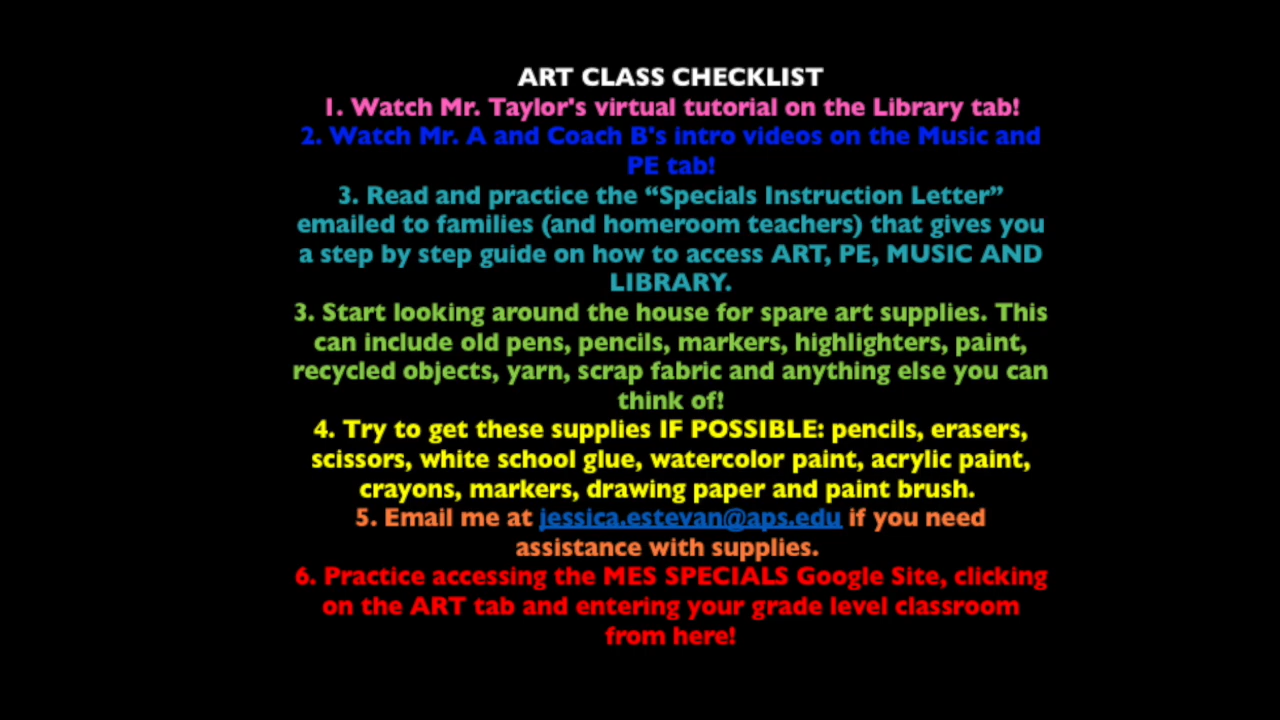 ART CLASS CHECKLIST
1. Watch Mr. Taylor's virtual tutorial on the Library tab!
2. Watch Mr. A and Coach B's intro videos on the Music and
PE tab!
3. Read and practice the “Specials Instruction Letter”
emailed to families (and homeroom teachers) that gives you
a step by step guide on how to access ART, PE, MUSIC AND
LIBRARY.
3. Start looking around the house for spare art supplies. This
can include old pens, pencils, markers, highlighters, paint,
recycled objects, yarn, scrap fabric and anything else you can
think of!
4. Try to get these supplies IF POSSIBLE: pencils, erasers,
scissors, white school glue, watercolor paint, acrylic paint,
crayons, markers, drawing paper and paint brush.
5. Email me at jessica.estevan@aps.edu if you need
assistance with supplies.
6. Practice accessing the MES SPECIALS Google Site, clicking
on the ART tab and entering your grade level classroom
from here!